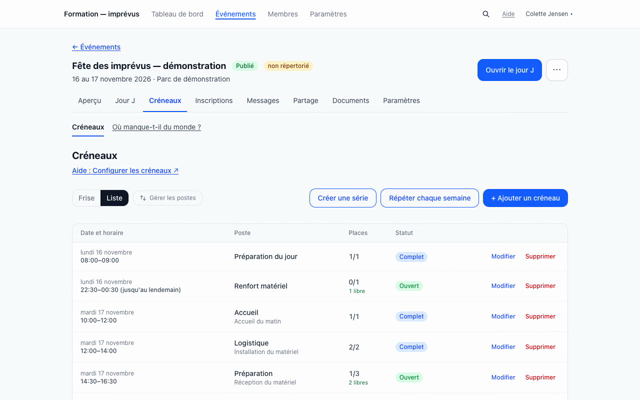 Formation — imprévus Tableau de bord Événements Membres Paramètres Aide Colette Jensen
← Événements
Fête des imprévus — démonstration Publié non répertorié
16 au 17 novembre 2026 · Parc de démonstration
Ouvrir le jour J ···
Aperçu Jour J Créneaux Inscriptions Messages Partage Documents Paramètres
Créneaux Où manque-t-il du monde ?
Créneaux
Aide : Configurer les créneaux ↗
Frise Liste Gérer les postes Créer une série Répéter chaque semaine + Ajouter un créneau
Date et horaire Poste Places Statut
lundi 16 novembre
08:00–09:00 Préparation du jour 1/1 Complet Modifier Supprimer
lundi 16 novembre
22:30–00:30 (jusqu'au lendemain) Renfort matériel 0/1 Ouvert Modifier Supprimer
1 libre
mardi 17 novembre
10:00–12:00 Accueil 1/1 Complet Modifier Supprimer
Accueil du matin
mardi 17 novembre
12:00–14:00 Logistique 2/2 Complet Modifier Supprimer
Installation du matériel
mardi 17 novembre
14:30–16:30 Préparation 1/3 Ouvert Modifier Supprimer
Réception du matériel 2 libres